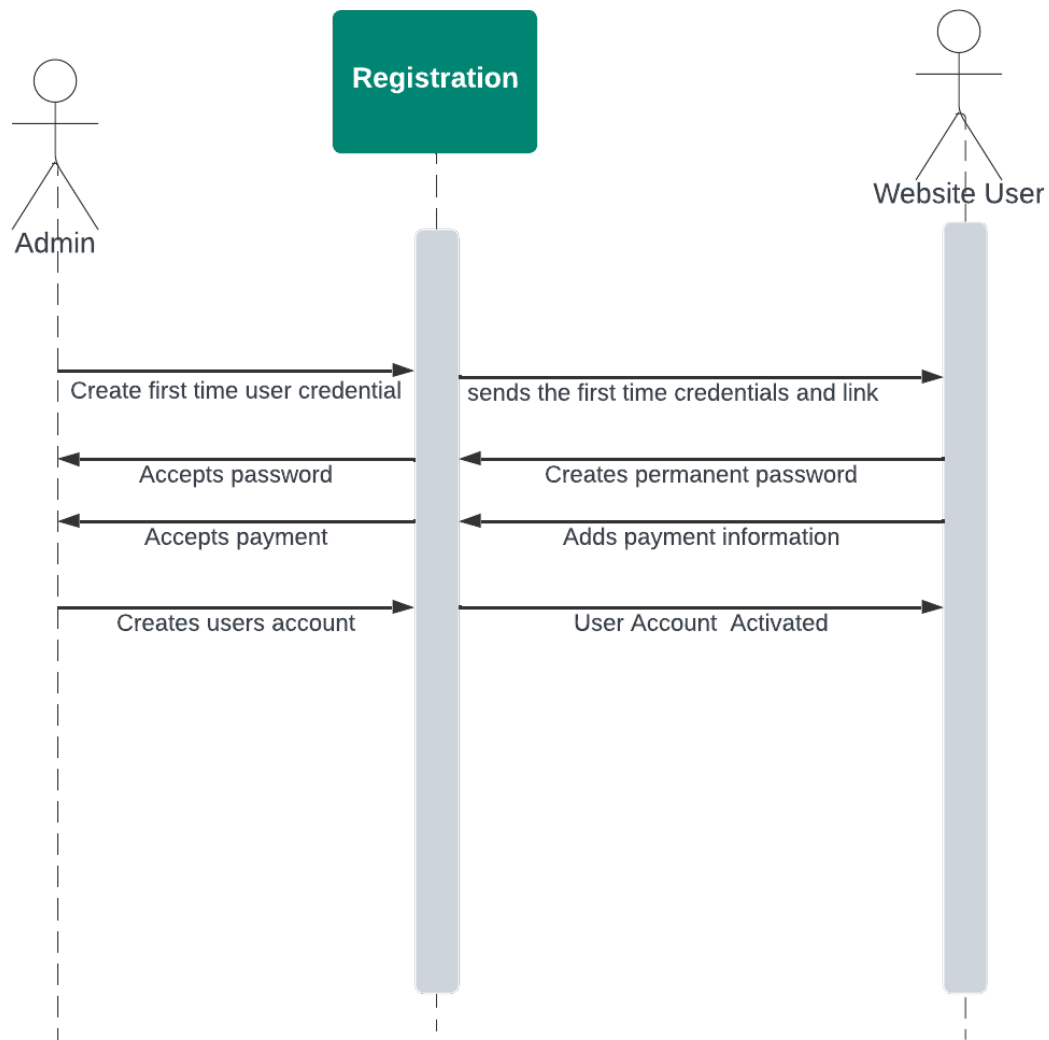 Registration
Website User
Admin
Create first time user credential
sends the first time credentials and link
Accepts password
Creates permanent password
Accepts payment
Adds payment information
Creates users account
User Account  Activated